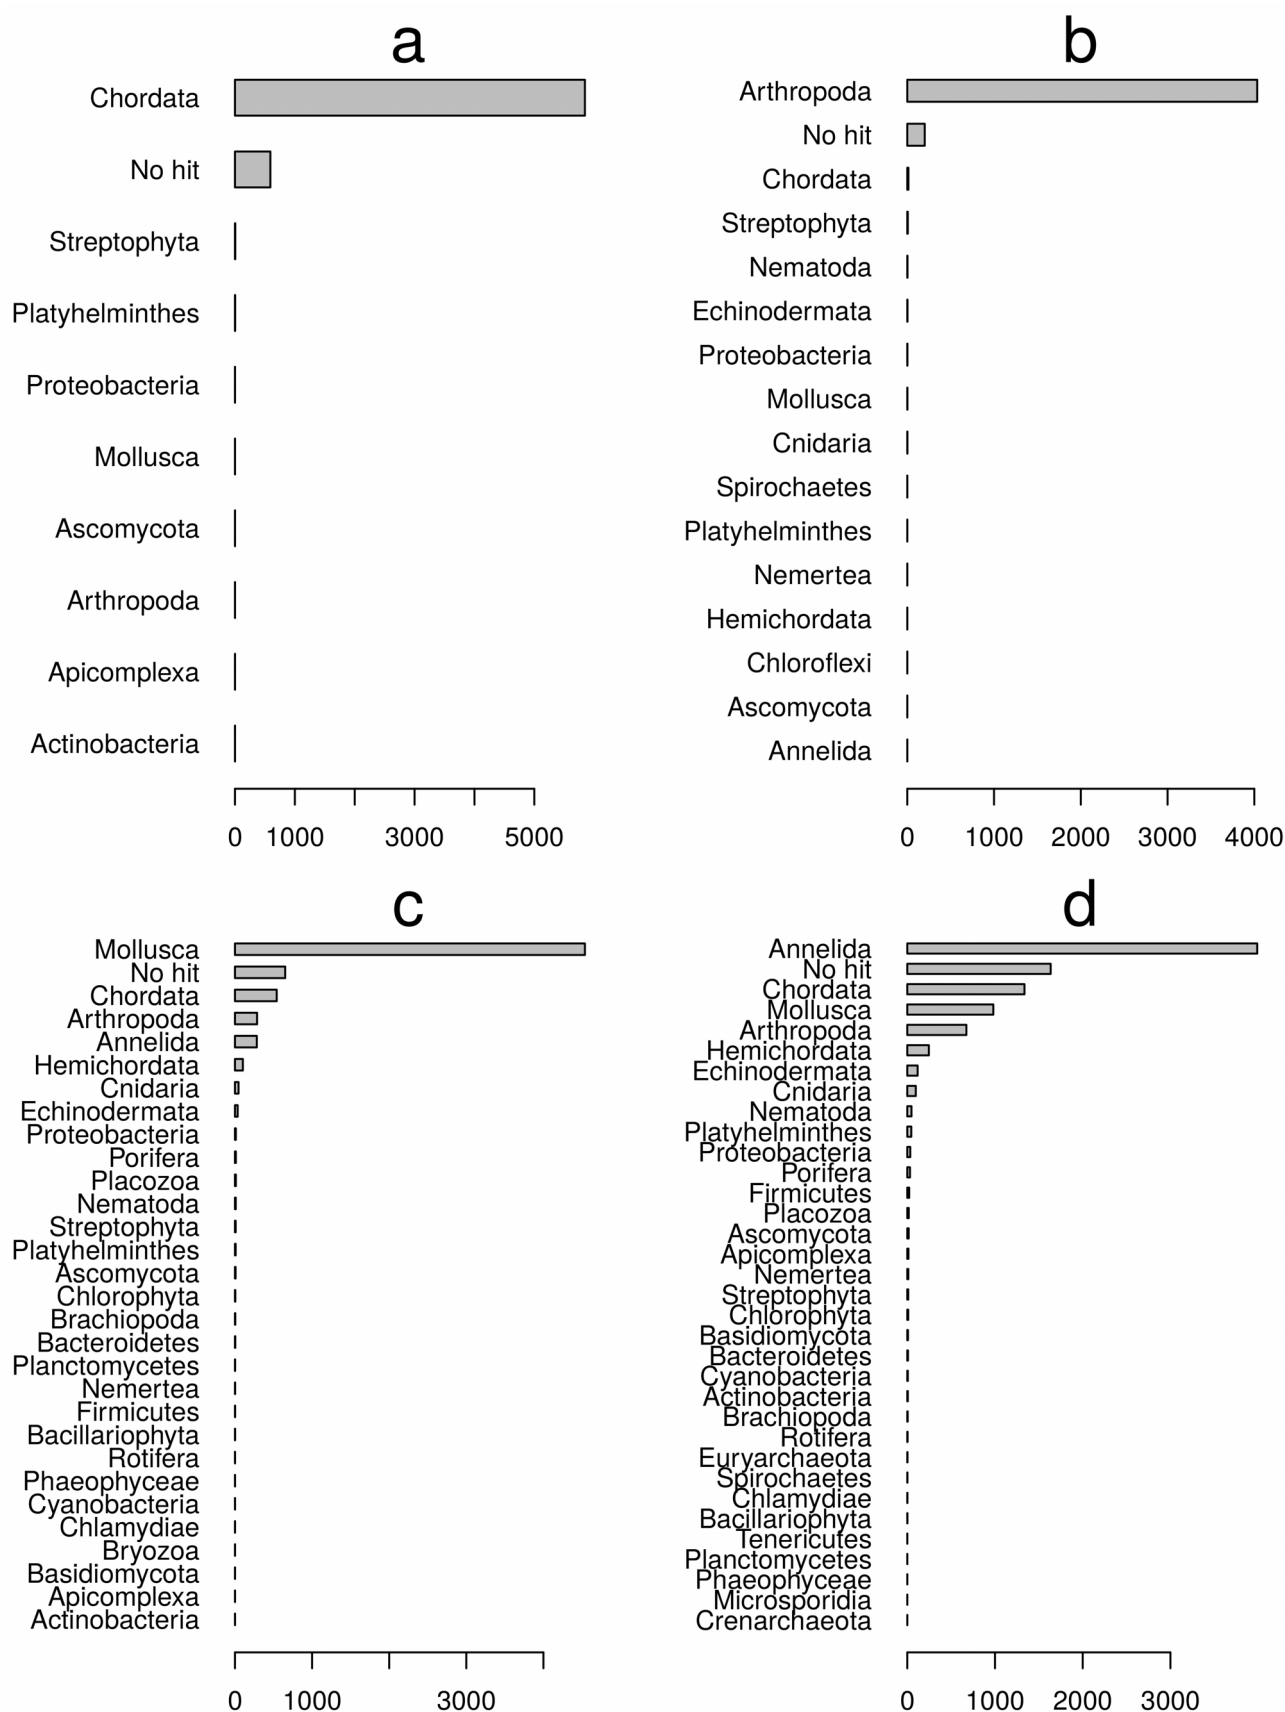 a
Chordata
No hit
Streptophyta
Platyhelminthes
Proteobacteria
Mollusca
Ascomycota
Arthropoda
Apicomplexa
Actinobacteria
0 1000 3000 5000
b
Arthropoda
No hit
Chordata
Streptophyta
Nematoda
Echinodermata
Proteobacteria
Mollusca
Cnidaria
Spirochaetes
Platyhelminthes
Nemertea
Hemichordata
Chloroflexi
Ascomycota
Annelida
0 1000 2000 3000 4000
c
Mollusca
No hit
Chordata
Arthropoda
Annelida
Hemichordata
Cnidaria
Echinodermata
Proteobacteria
Porifera
Placozoa
Nematoda
Streptophyta
Platyhelminthes
Ascomycota
Chlorophyta
Brachiopoda
Bacteroidetes
Planctomycetes
Nemertea
Firmicutes
Bacillariophyta
Rotifera
Phaeophyceae
Cyanobacteria
Chlamydiae
Bryozoa
Basidiomycota
Apicomplexa
Actinobacteria
0 1000 3000
d
Annelida
No hit
Chordata
Mollusca
Arthropoda
Hemichordata
Echinodermata
Cnidaria
Nematoda
Platyhelminthes
Proteobacteria
Porifera
Firmicutes
Placozoa
Ascomycota
Apicomplexa
Nemertea
Streptophyta
Chlorophyta
Basidiomycota
Bacteroidetes
Cyanobacteria
Actinobacteria
Brachiopoda
Rotifera
Euryarchaeota
Spirochaetes
Chlamydiae
Bacillariophyta
Tenericutes
Planctomycetes
Phaeophyceae
Microsporidia
Crenarchaeota
0 1000 2000 3000